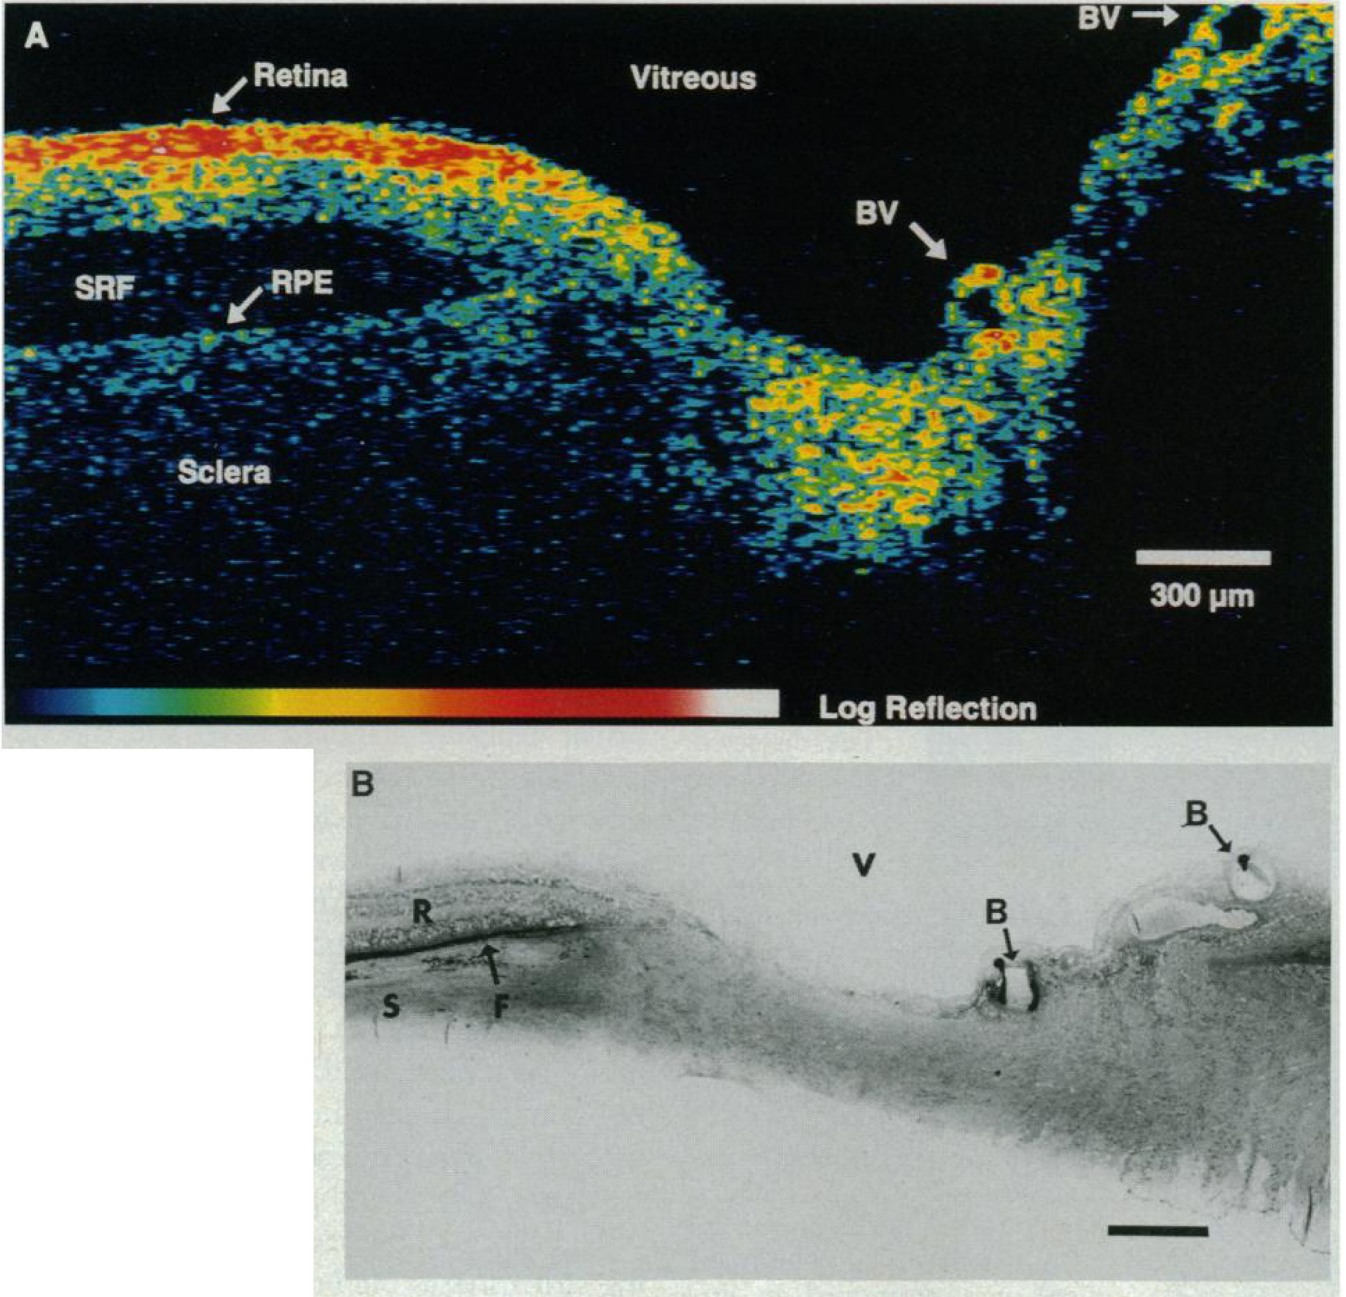 A
BV
Retina
Vitreous
BV
SRF
RPE
Sclera
300 µm
Log Reflection
B
B
V
R
B
S
F